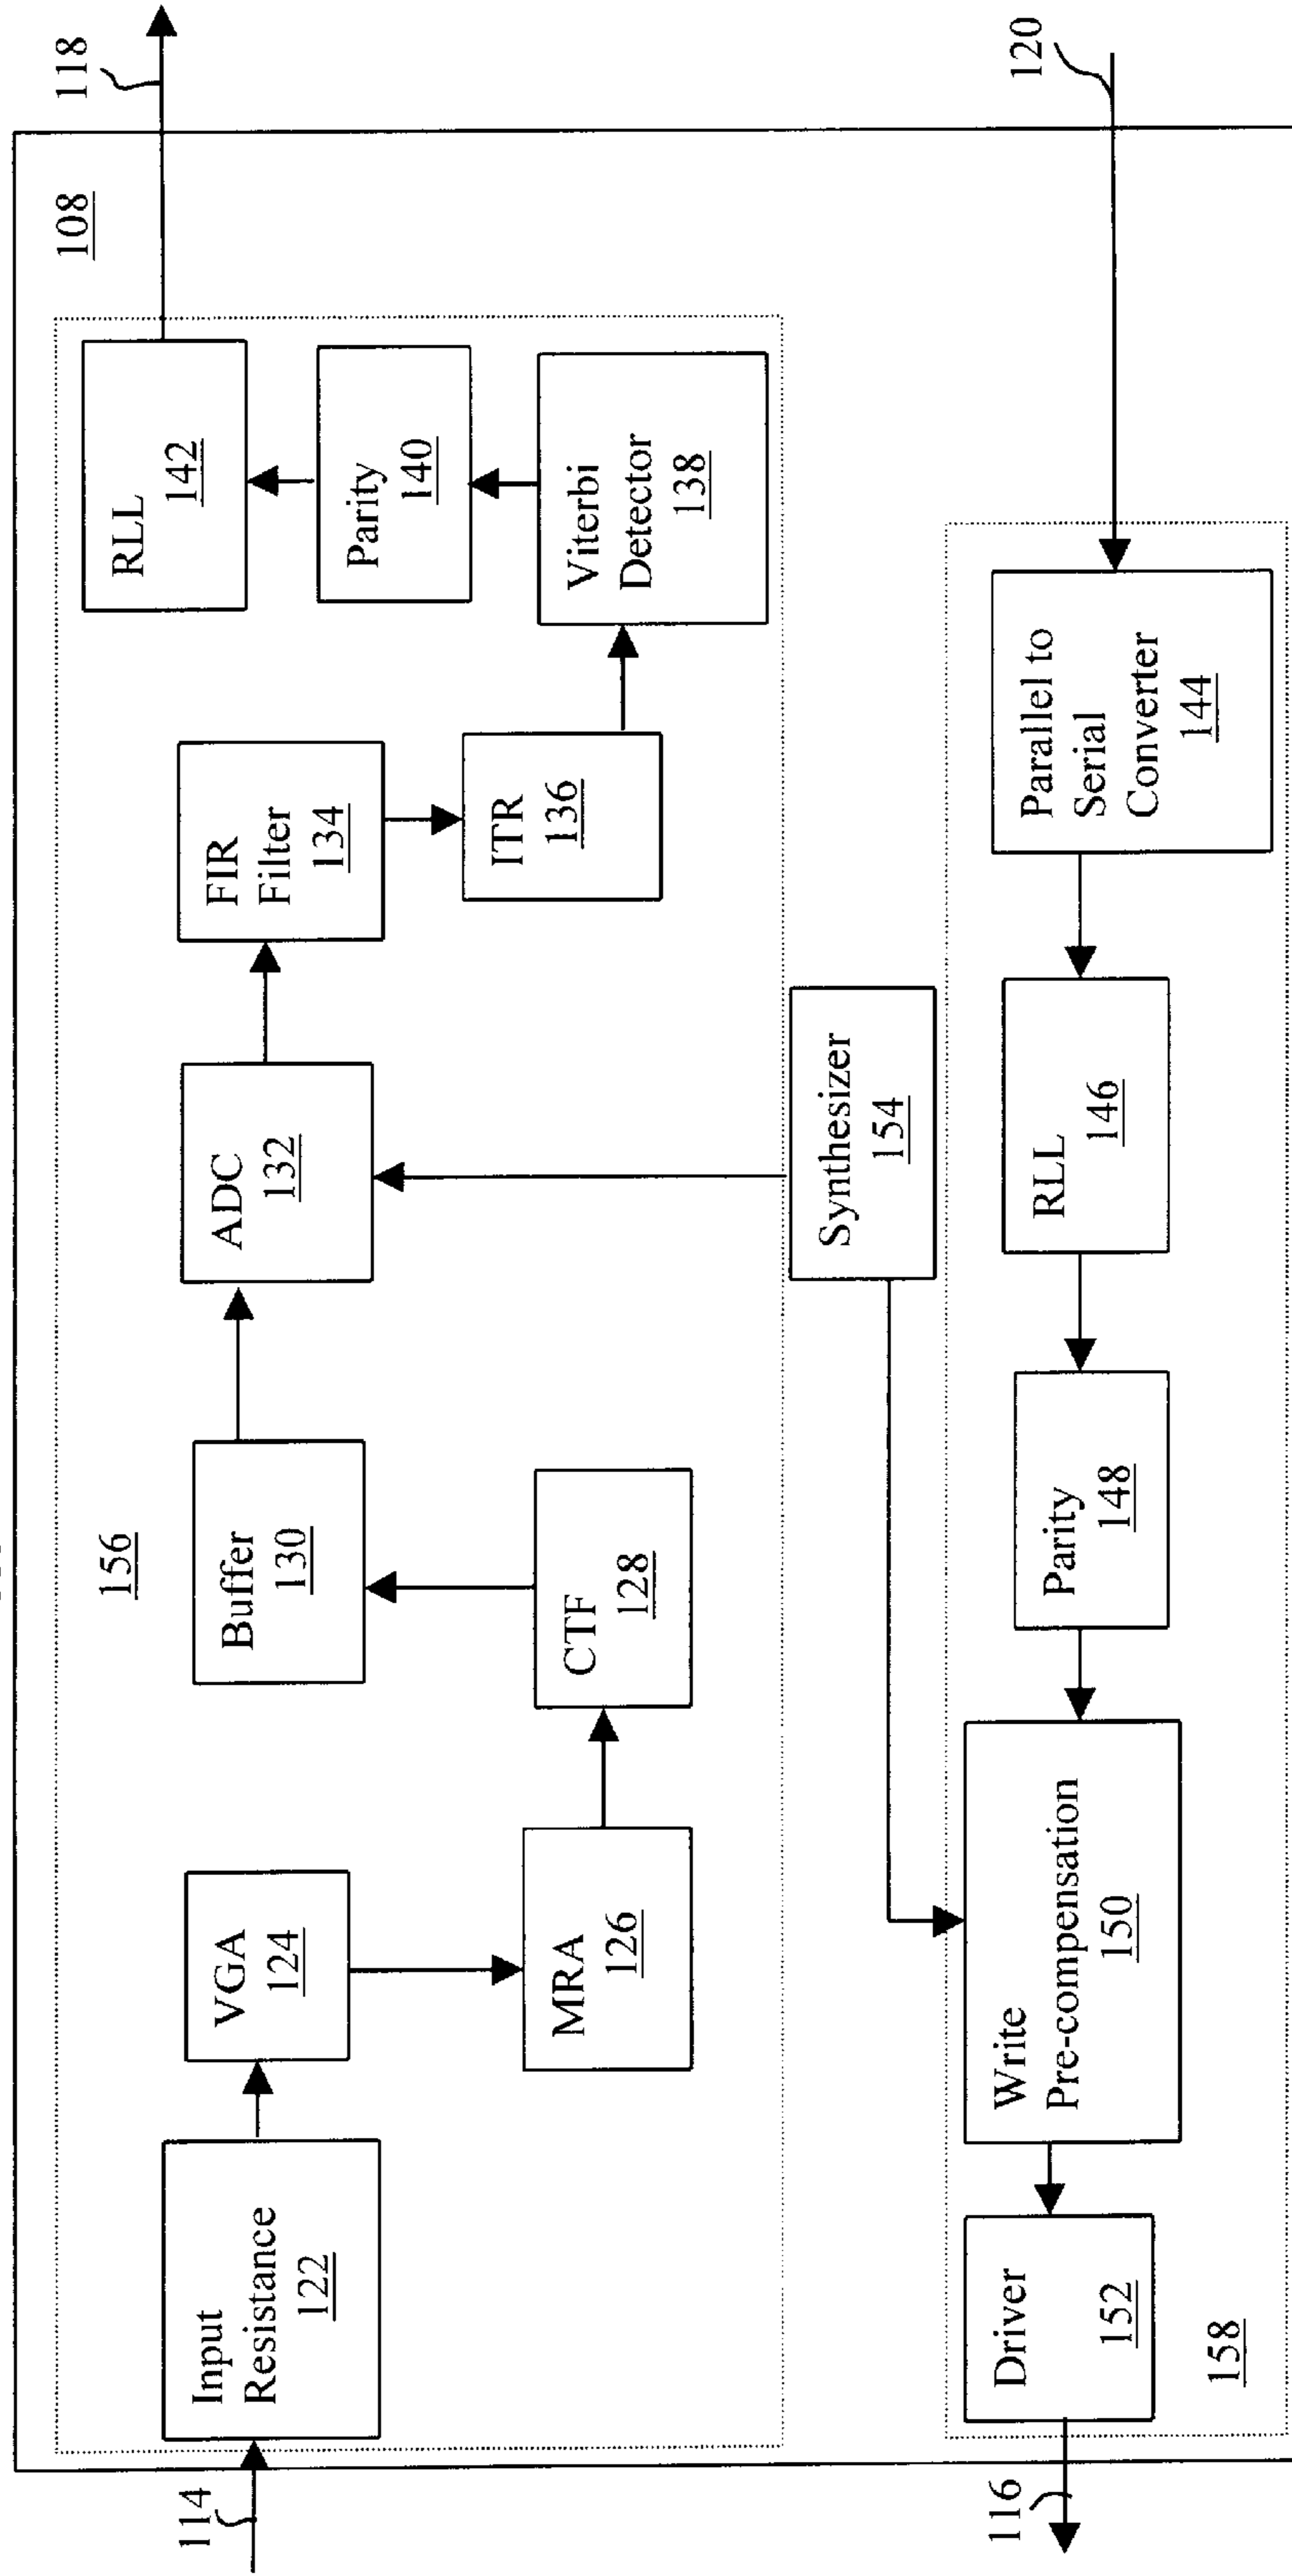 118
108
156
RLL
142
Parity
140
Viterbi
Detector
138
FIR
Filter
134
ITR
136
ADC
132
Buffer
130
CTF
128
VGA
124
MRA
126
Input
Resistance
122
114
Synthesizer
154
120
Parallel to
Serial
Converter
144
RLL
146
Parity
148
Write
Pre-compensation
150
Driver
152
158
116